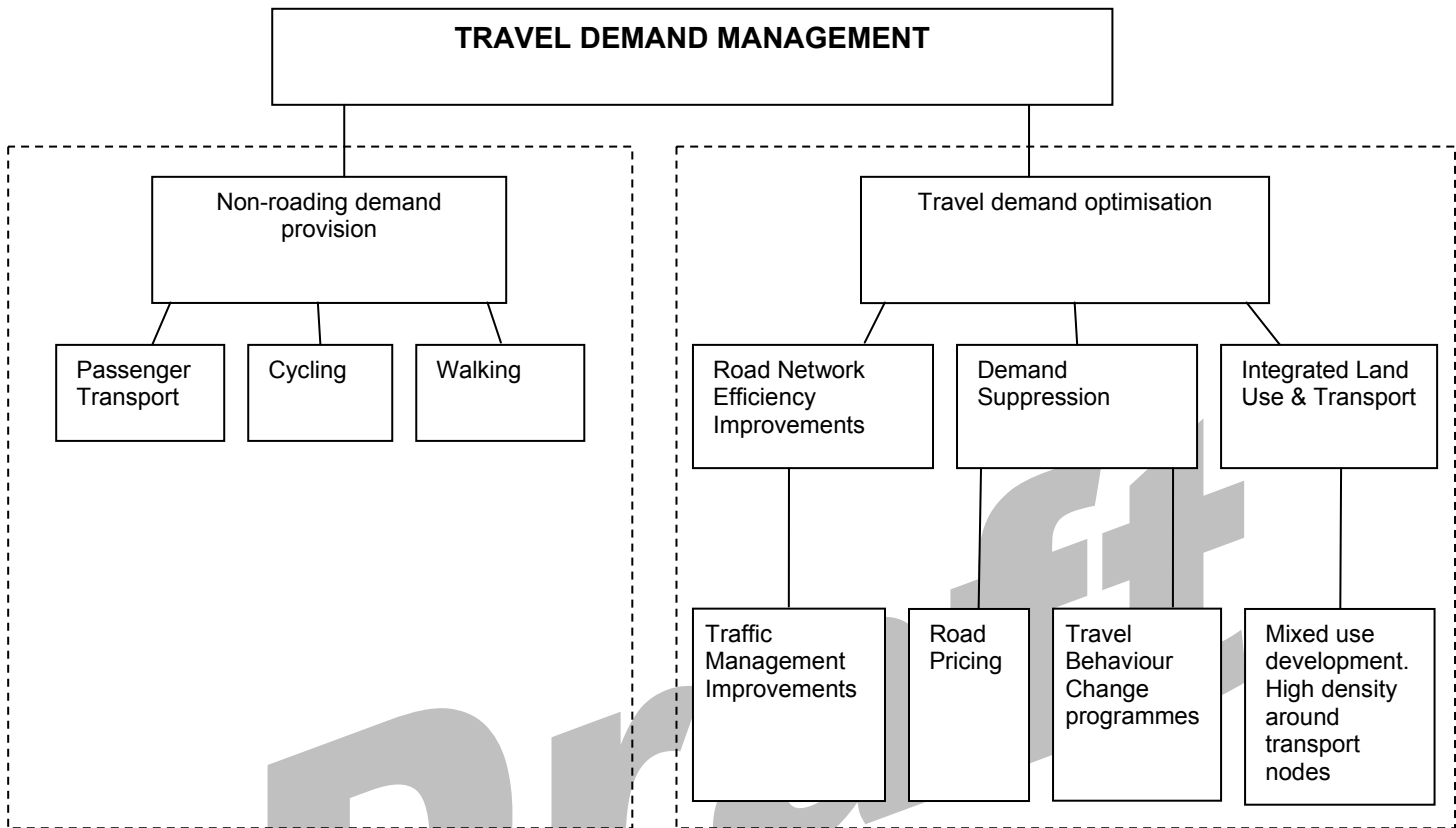 TRAVEL DEMAND MANAGEMENT
Non-roading demand
provision
Travel demand optimisation
Passenger
Transport
Cycling
Walking
Road Network
Efficiency
Improvements
Demand
Suppression
Integrated Land
Use & Transport
Traffic
Management
Improvements
Road
Pricing
Travel
Behaviour
Change
programmes
Mixed use
development.
High density
around
transport
nodes
Draft